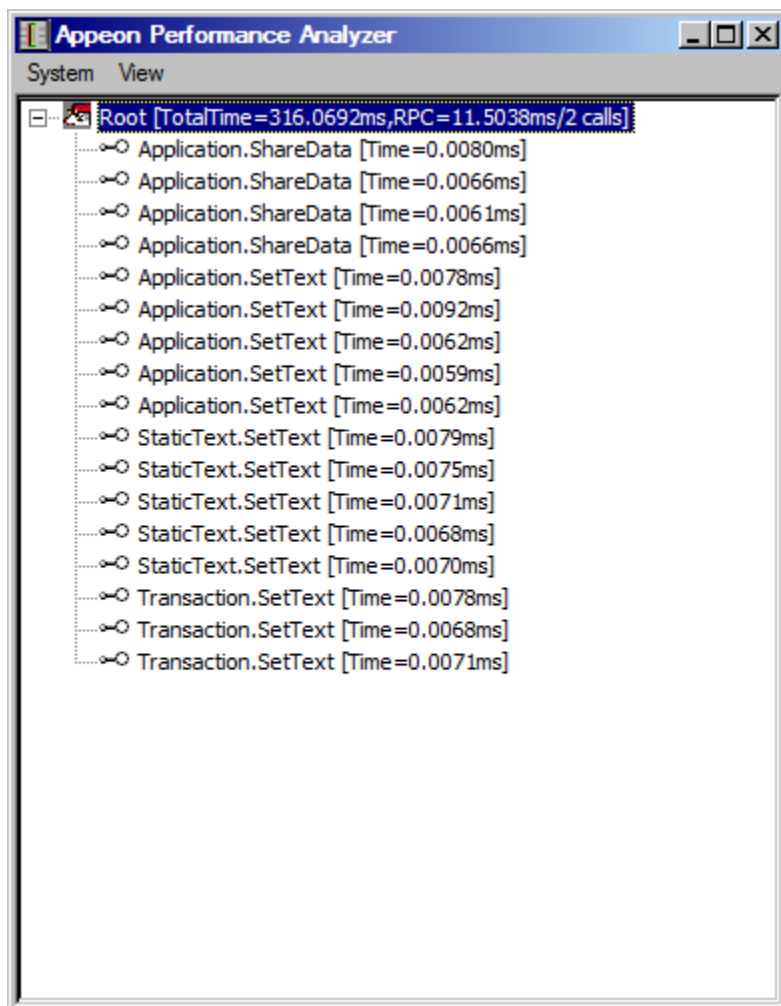 Appeon Performance Analyzer
System View
Root [TotalTime=316.0692ms,RPC=11.5038ms/2 calls]
Application.ShareData [Time=0.0080ms]
Application.ShareData [Time=0.0066ms]
Application.ShareData [Time=0.0061ms]
Application.ShareData [Time=0.0066ms]
Application.SetText [Time=0.0078ms]
Application.SetText [Time=0.0092ms]
Application.SetText [Time=0.0062ms]
Application.SetText [Time=0.0059ms]
Application.SetText [Time=0.0062ms]
StaticText.SetText [Time=0.0079ms]
StaticText.SetText [Time=0.0075ms]
StaticText.SetText [Time=0.0071ms]
StaticText.SetText [Time=0.0068ms]
StaticText.SetText [Time=0.0070ms]
Transaction.SetText [Time=0.0078ms]
Transaction.SetText [Time=0.0068ms]
Transaction.SetText [Time=0.0071ms]